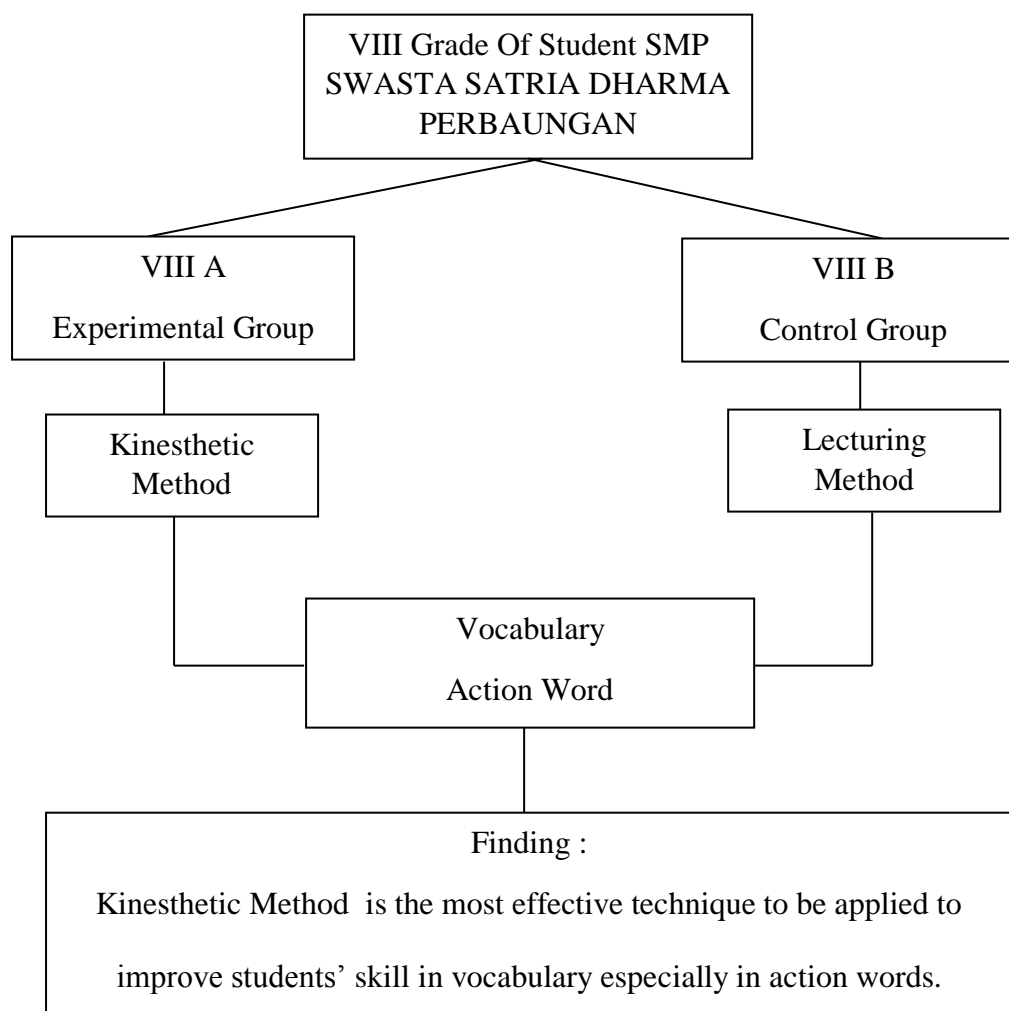 VIII Grade Of Student SMP
SWASTA SATRIA DHARMA
PERBAUNGAN
VIII A
Experimental Group
VIII B
Control Group
Kinesthetic
Method
Lecturing
Method
Vocabulary
Action Word
Finding :
Kinesthetic Method is the most effective technique to be applied to
improve students’ skill in vocabulary especially in action words.